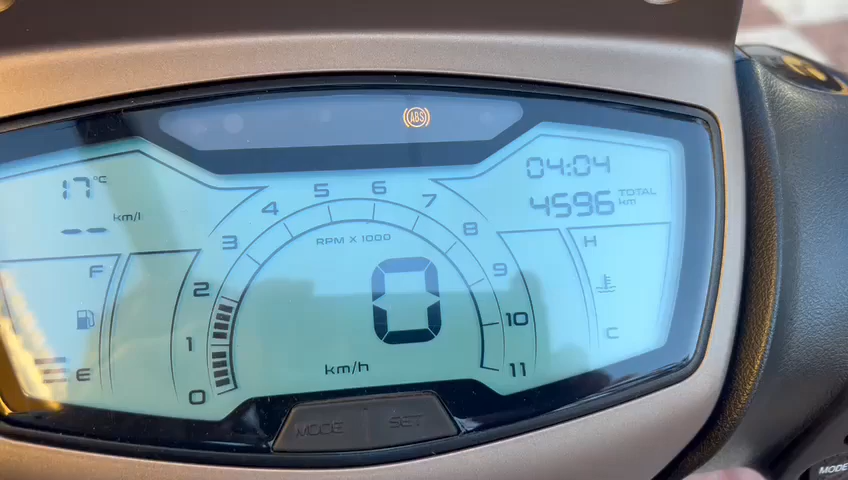 ABS
17°C
km/l
--
F
E
0
1
2
3
4
5
6
7
8
9
10
11
RPM X 1000
0
km/h
04:04
4596 TOTAL km
H
C
MODE SET
MODE